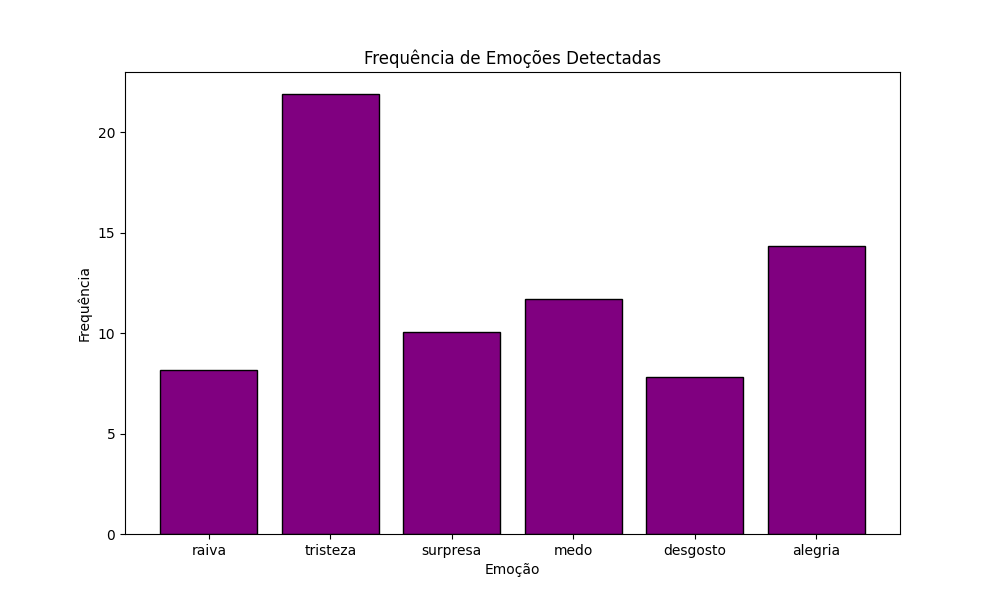 Frequência de Emoções Detectadas
20
15
10
5
0
Frequência
raiva tristeza surpresa medo desgosto alegria
Emoção